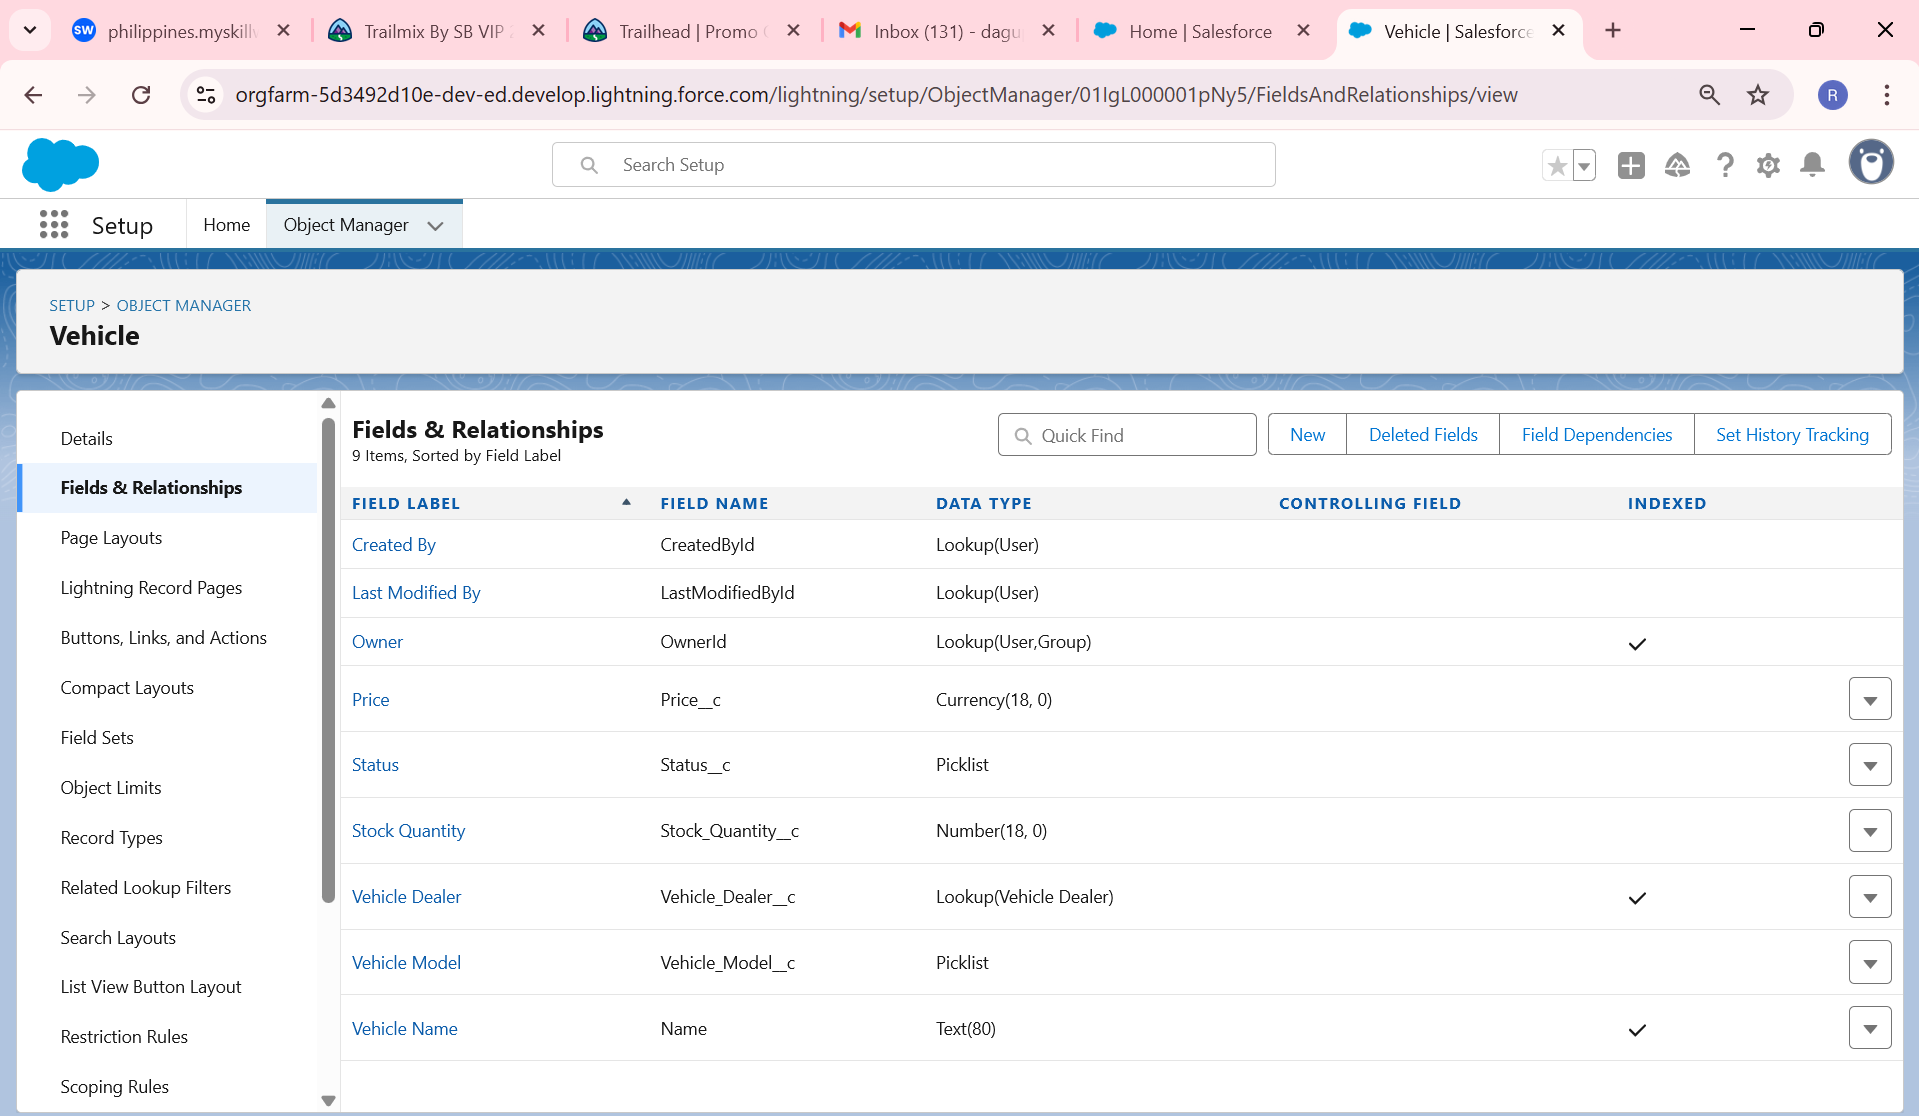 SW philippines.myskillw
Trailmix By SB VIP 2
Trailhead | Promo
Inbox (131) - dagu
Home | Salesforce
Vehicle | Salesforce
orgfarm-5d3492d10e-dev-ed.develop.lightning.force.com/lightning/setup/ObjectManager/01IgL000001pNy5/FieldsAndRelationships/view
R
Search Setup
Setup
Home
Object Manager
SETUP > OBJECT MANAGER
Vehicle
Details
Fields & Relationships
Page Layouts
Lightning Record Pages
Buttons, Links, and Actions
Compact Layouts
Field Sets
Object Limits
Record Types
Related Lookup Filters
Search Layouts
List View Button Layout
Restriction Rules
Scoping Rules
Fields & Relationships
9 Items, Sorted by Field Label
Quick Find
New
Deleted Fields
Field Dependencies
Set History Tracking
FIELD LABEL FIELD NAME DATA TYPE CONTROLLING FIELD INDEXED
Created By CreatedById Lookup(User)
Last Modified By LastModifiedById Lookup(User)
Owner OwnerId Lookup(User,Group)
Price Price__c Currency(18, 0)
Status Status__c Picklist
Stock Quantity Stock_Quantity__c Number(18, 0)
Vehicle Dealer Vehicle_Dealer__c Lookup(Vehicle Dealer)
Vehicle Model Vehicle_Model__c Picklist
Vehicle Name Name Text(80)